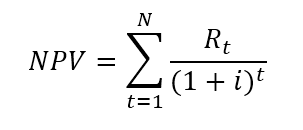 NPV = \sum_{t=1}^{N} \frac{R_t}{(1+i)^t}